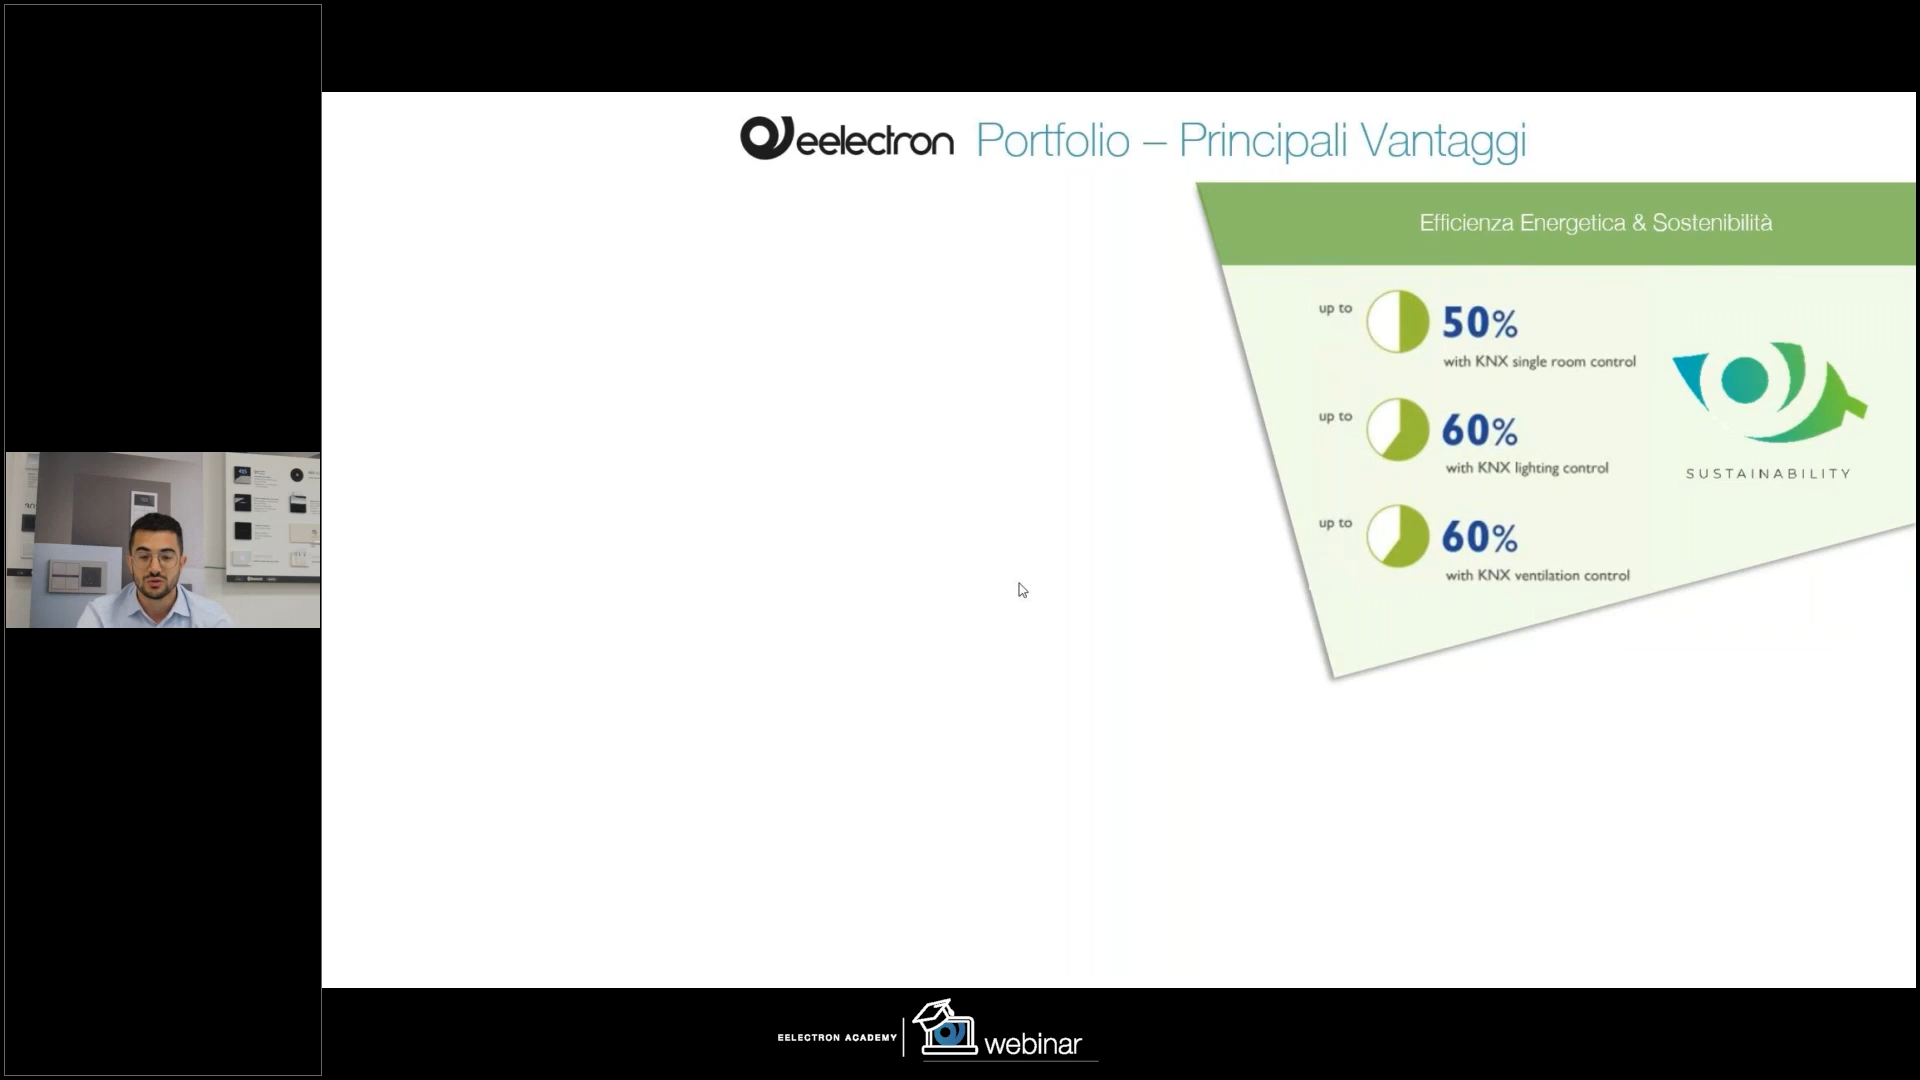 eelectron Portfolio – Principali Vantaggi
Efficienza Energetica & Sostenibilità
up to
50%
with KNX single room control
up to
60%
with KNX lighting control
SUSTAINABILITY
up to
60%
with KNX ventilation control
EELECTRON ACADEMY
webinar